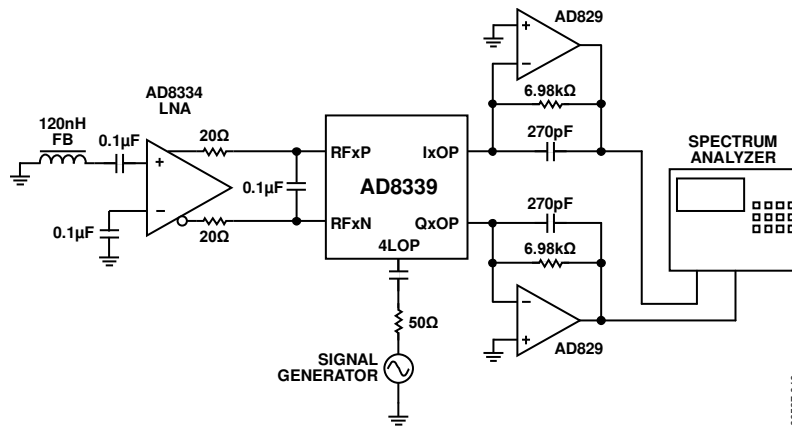 AD829
+
−
AD8334
LNA
6.98kΩ
120nH
FB
0.1µF
20Ω
270pF
SPECTRUM
ANALYZER
+
RFxP
IxOP
0.1µF
AD8339
−
RFxN
QxOP
270pF
0.1µF
20Ω
4LOP
6.98kΩ
−
50Ω
+
AD829
SIGNAL
GENERATOR